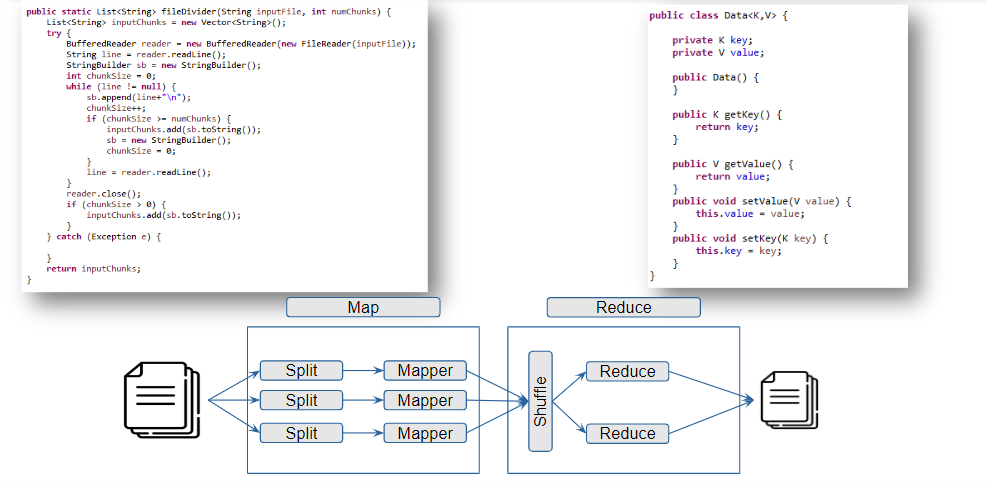 public static List<String> fileDivider(String inputFile, int numChunks) {
    List<String> inputChunks = new Vector<String>();
    try {
        BufferedReader reader = new BufferedReader(new FileReader(inputFile));
        String line = reader.readLine();
        StringBuilder sb = new StringBuilder();
        int chunkSize = 0;
        while (line != null) {
            sb.append(line+"\n");
            chunkSize++;
            if (chunkSize >= numChunks) {
                inputChunks.add(sb.toString());
                sb = new StringBuilder();
                chunkSize = 0;
            }
            line = reader.readLine();
        }
        reader.close();
        if (chunkSize > 0) {
            inputChunks.add(sb.toString());
        }
    } catch (Exception e) {

    }
    return inputChunks;
}
public class Data<K,V> {

    private K key;
    private V value;

    public Data() {
    }

    public K getKey() {
        return key;
    }

    public V getValue() {
        return value;
    }
    public void setValue(V value) {
        this.value = value;
    }
    public void setKey(K key) {
        this.key = key;
    }
}
Map
Reduce
Split
Mapper
Split
Mapper
Split
Mapper
Shuffle
Reduce
Reduce